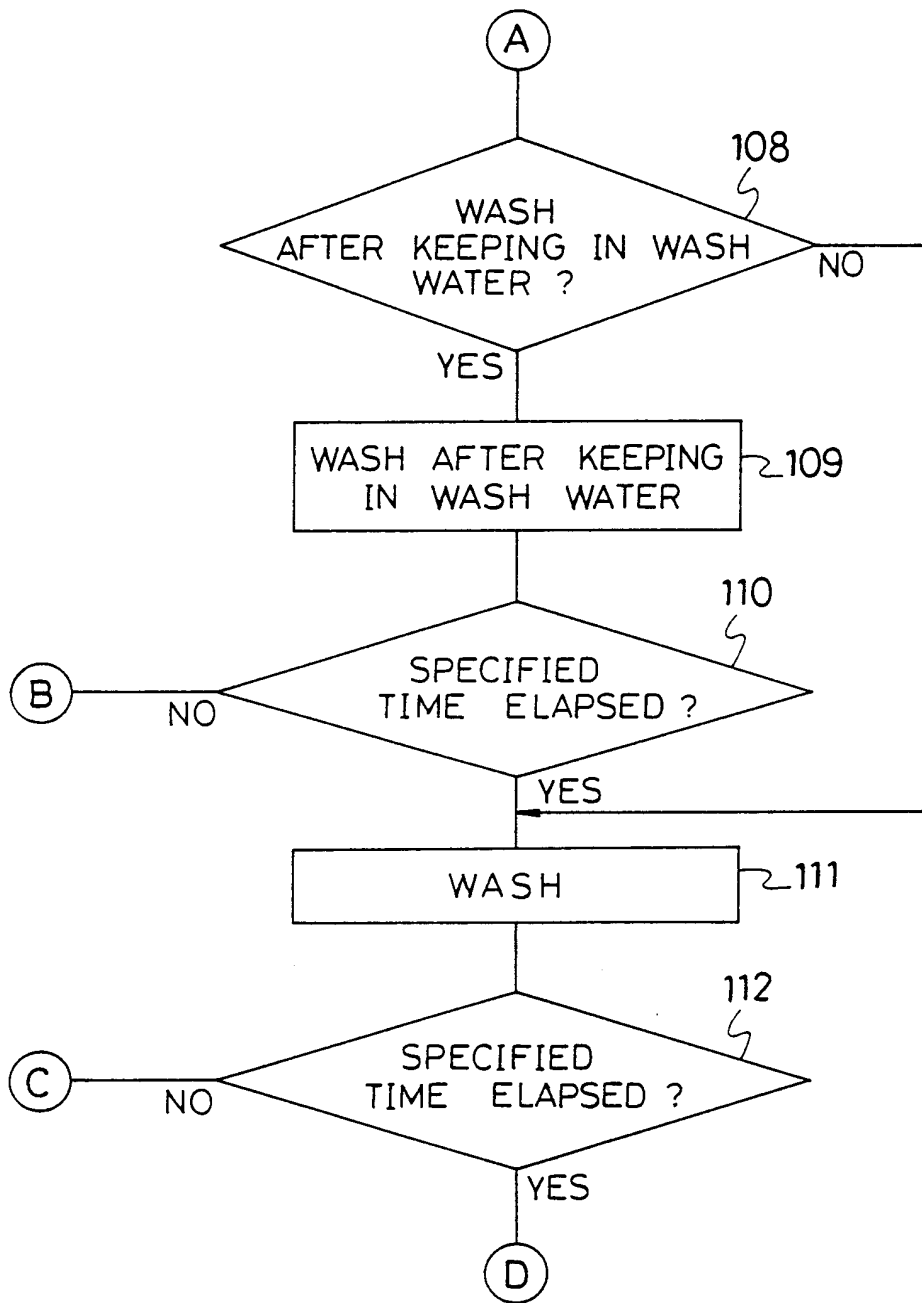 A
108
WASH
AFTER KEEPING IN WASH
WATER ?
NO
YES
WASH AFTER KEEPING
IN WASH WATER
109
110
SPECIFIED
TIME ELAPSED ?
B
NO
YES
WASH
111
112
SPECIFIED
TIME ELAPSED ?
C
NO
YES
D